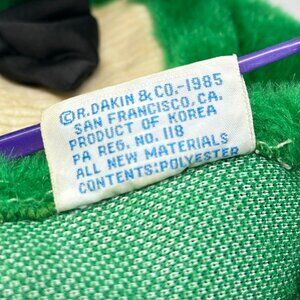 ©R.DAKIN & CO.-1985
SAN FRANCISCO, CA.
PRODUCT OF KOREA
PA REG. NO. 118
ALL NEW MATERIALS
CONTENTS:POLYESTER